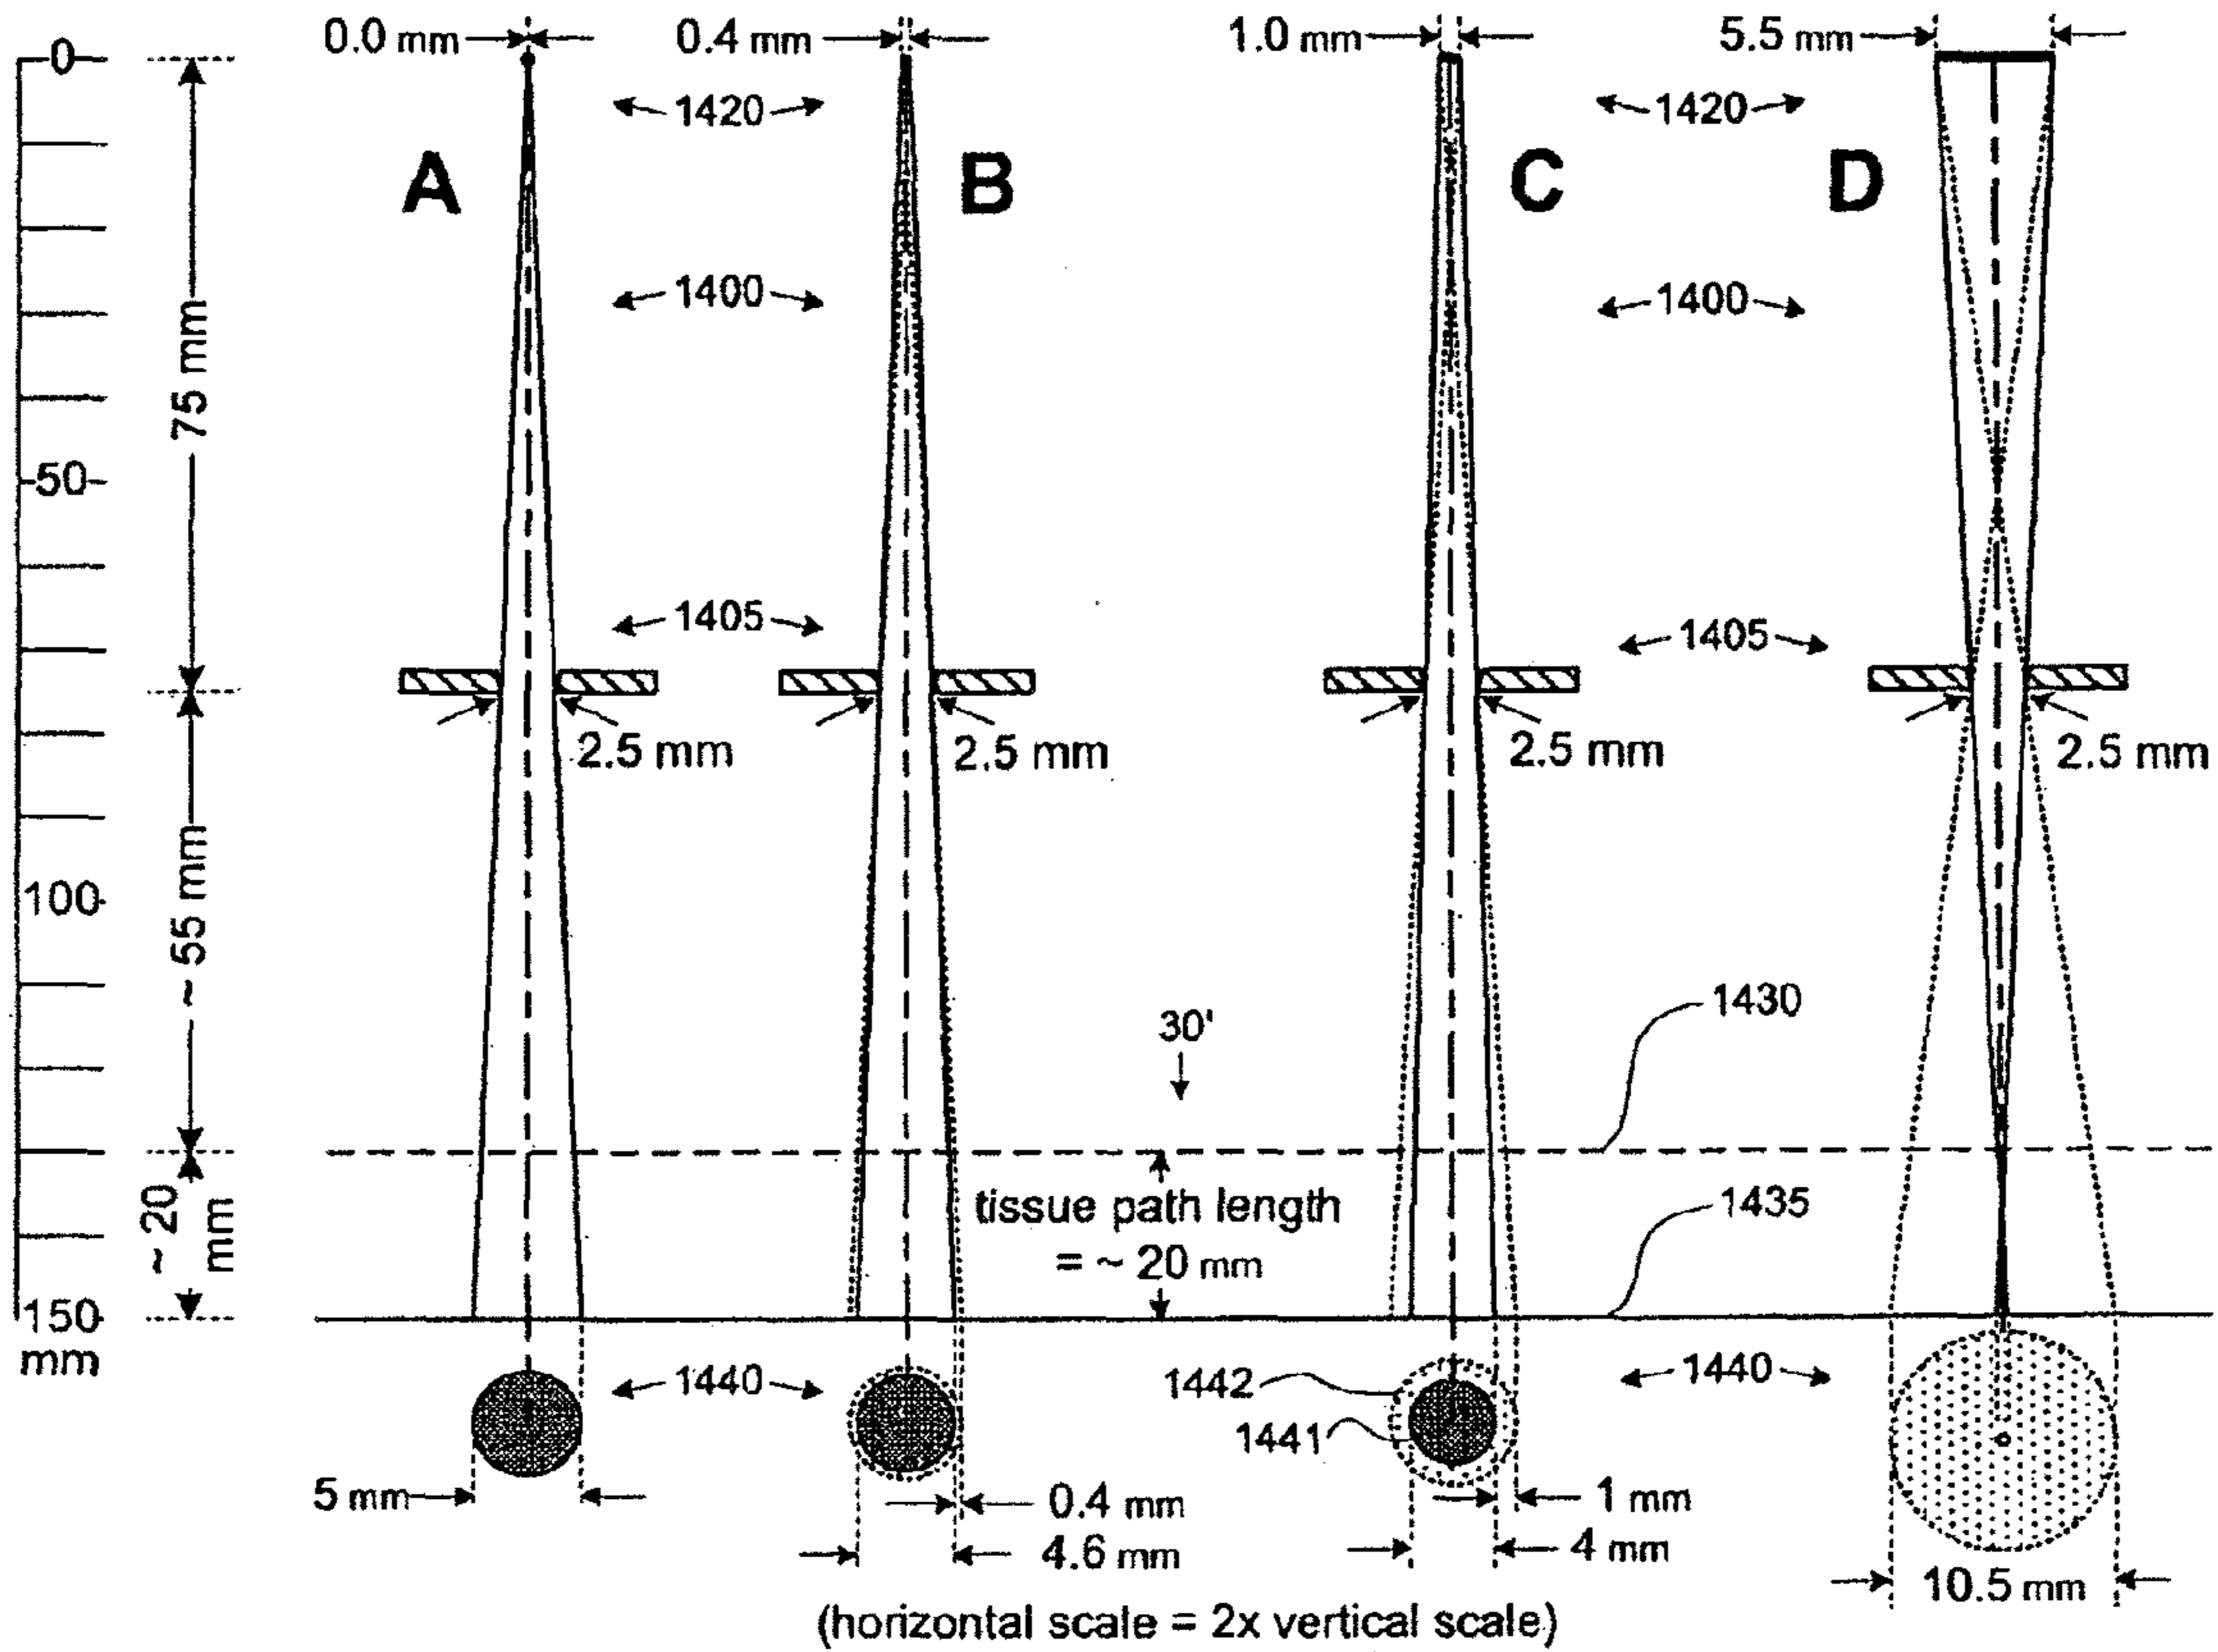 0.0 mm
0.4 mm
1.0 mm
5.5 mm
0
1420
1420
A
B
C
D
75 mm
1400
1400
50
1405
1405
2.5 mm
2.5 mm
2.5 mm
2.5 mm
~ 55 mm
100
1430
30'
~ 20
mm
tissue path length
= ~ 20 mm
1435
150
mm
1440
1442
1440
1441
5 mm
0.4 mm
1 mm
4.6 mm
4 mm
10.5 mm
(horizontal scale = 2x vertical scale)